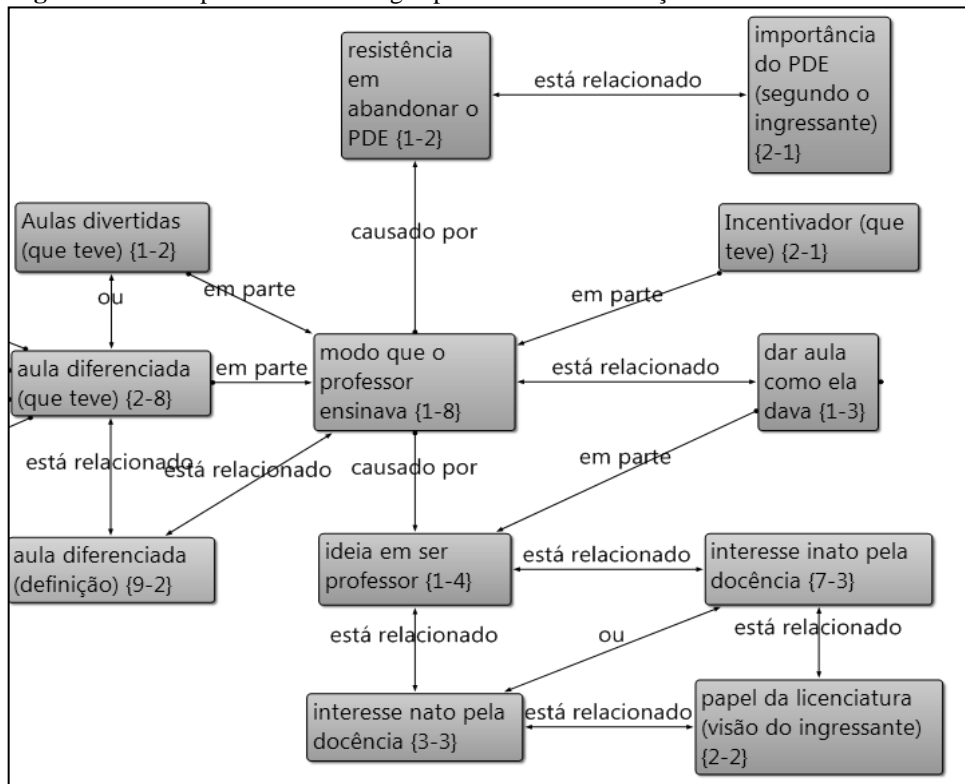 resistência
em
abandonar o
PDE {1-2}
está relacionado
importância
do PDE
(segundo o
ingressante)
{2-1}
causado por
Aulas divertidas
(que teve) {1-2}
ou
em parte
Incentivador (que
teve) {2-1}
em parte
aula diferenciada
(que teve) {2-8}
em parte
modo que o
professor
ensinava {1-8}
está relacionado
dar aula
como ela
dava {1-3}
está relacionado
está relacionado
causado por
em parte
aula diferenciada
(definição) {9-2}
ideia em ser
professor {1-4}
está relacionado
interesse inato pela
docência {7-3}
está relacionado
ou
está relacionado
interesse nato pela
docência {3-3}
está relacionado
papel da licenciatura
(visão do ingressante)
{2-2}